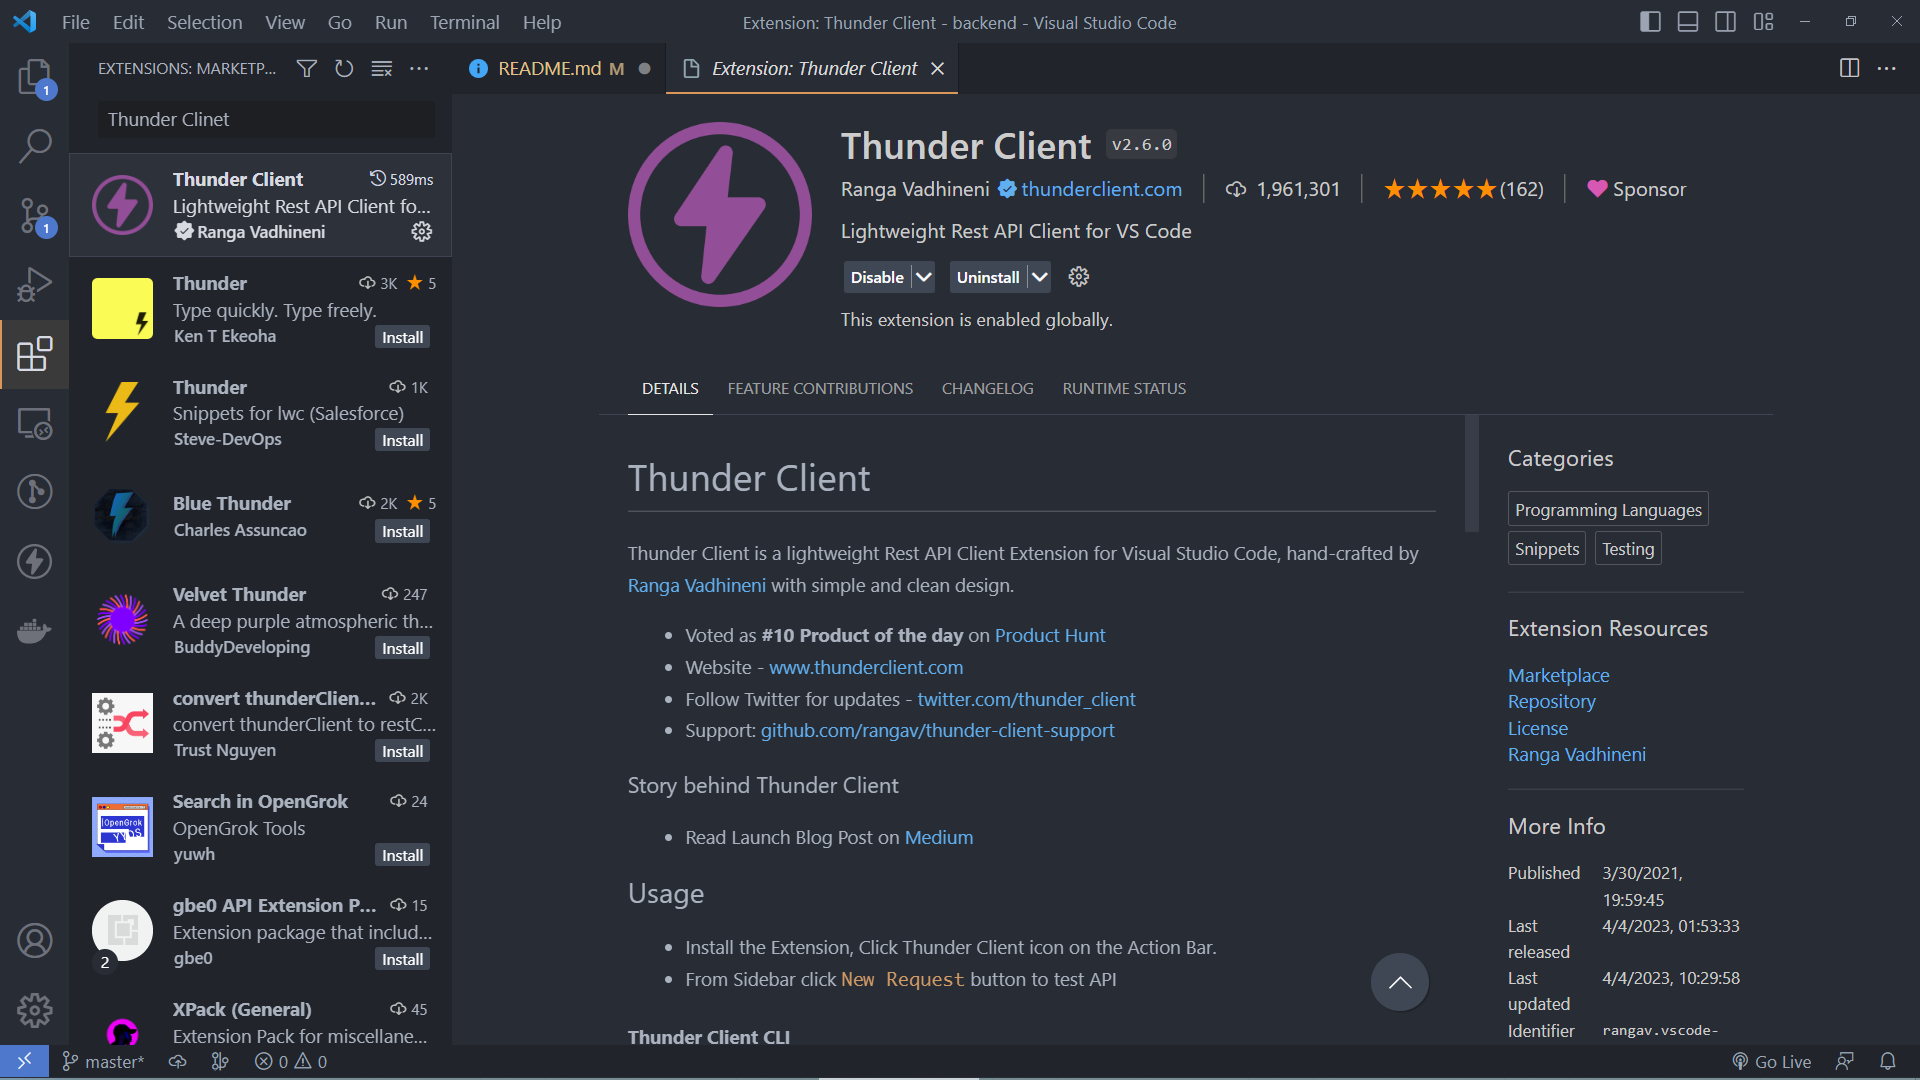 File Edit Selection View Go Run Terminal Help
Extension: Thunder Client - backend - Visual Studio Code
EXTENSIONS: MARKETP...
README.md M
Extension: Thunder Client
1
Thunder Clinet
Thunder Client 589ms
Lightweight Rest API Client fo...
Ranga Vadhineni
1
Thunder 3K 5
Type quickly. Type freely.
Ken T Ekeoha Install
Thunder 1K
Snippets for lwc (Salesforce)
Steve-DevOps Install
Blue Thunder 2K 5
Charles Assuncao Install
Velvet Thunder 247
A deep purple atmospheric th...
BuddyDeveloping Install
convert thunderClien... 2K
convert thunderClient to restC...
Trust Nguyen Install
Search in OpenGrok 24
OpenGrok Tools
yuwh Install
OpenGrok
YYDS
gbe0 API Extension P... 15
Extension package that includ...
gbe0 Install
2
XPack (General) 45
Extension Pack for miscellane...
Thunder Client v2.6.0
Ranga Vadhineni thunderclient.com 1,961,301 (162) Sponsor
Lightweight Rest API Client for VS Code
Disable Uninstall
This extension is enabled globally.
DETAILS FEATURE CONTRIBUTIONS CHANGELOG RUNTIME STATUS
Thunder Client
Thunder Client is a lightweight Rest API Client Extension for Visual Studio Code, hand-crafted by
Ranga Vadhineni with simple and clean design.
Voted as #10 Product of the day on Product Hunt
Website - www.thunderclient.com
Follow Twitter for updates - twitter.com/thunder_client
Support: github.com/rangav/thunder-client-support
Story behind Thunder Client
Read Launch Blog Post on Medium
Usage
Install the Extension, Click Thunder Client icon on the Action Bar.
From Sidebar click New Request button to test API
Thunder Client CLI
Categories
Programming Languages
Snippets Testing
Extension Resources
Marketplace
Repository
License
Ranga Vadhineni
More Info
Published 3/30/2021,
19:59:45
Last 4/4/2023, 01:53:33
released
Last 4/4/2023, 10:29:58
updated
Identifier rangav.vscode-
master* 0 0 Go Live